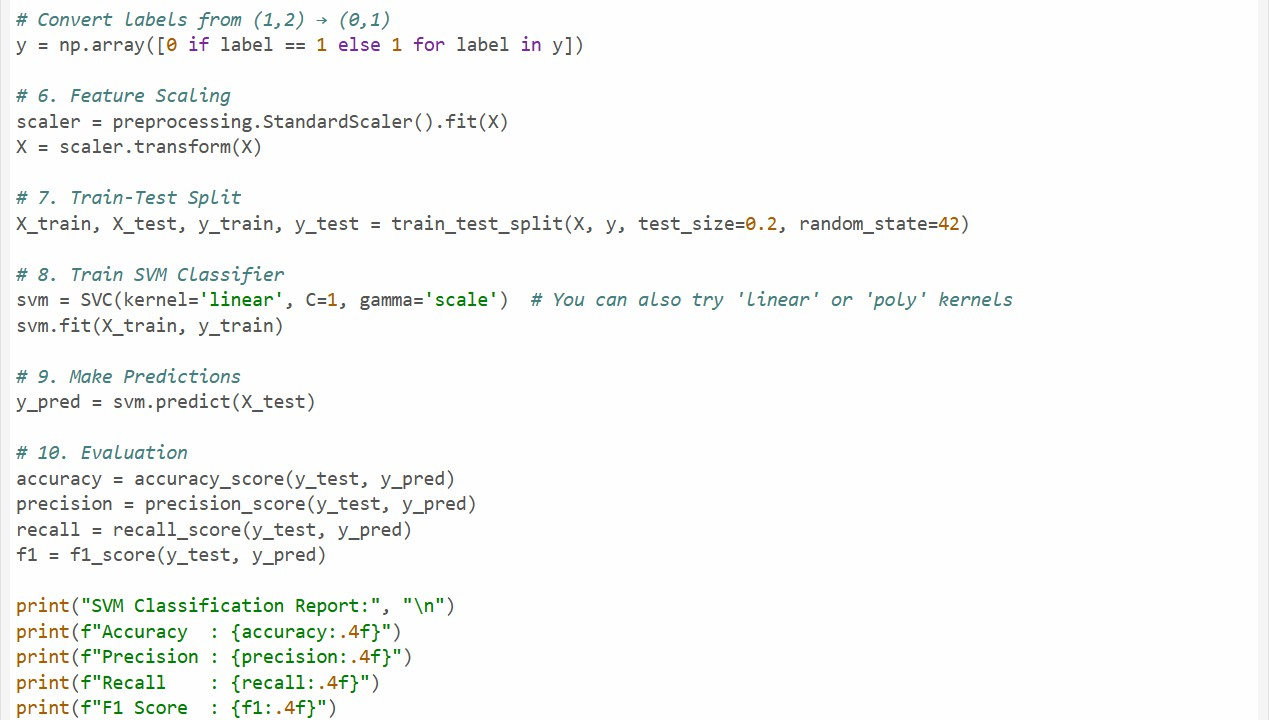 # Convert labels from (1,2) → (0,1)
y = np.array([0 if label == 1 else 1 for label in y])
# 6. Feature Scaling
scaler = preprocessing.StandardScaler().fit(X)
X = scaler.transform(X)
# 7. Train-Test Split
X_train, X_test, y_train, y_test = train_test_split(X, y, test_size=0.2, random_state=42)
# 8. Train SVM Classifier
svm = SVC(kernel='linear', C=1, gamma='scale')  # You can also try 'linear' or 'poly' kernels
svm.fit(X_train, y_train)
# 9. Make Predictions
y_pred = svm.predict(X_test)
# 10. Evaluation
accuracy = accuracy_score(y_test, y_pred)
precision = precision_score(y_test, y_pred)
recall = recall_score(y_test, y_pred)
f1 = f1_score(y_test, y_pred)
print("SVM Classification Report:", "\n")
print(f"Accuracy  : {accuracy:.4f}")
print(f"Precision : {precision:.4f}")
print(f"Recall    : {recall:.4f}")
print(f"F1 Score  : {f1:.4f}")